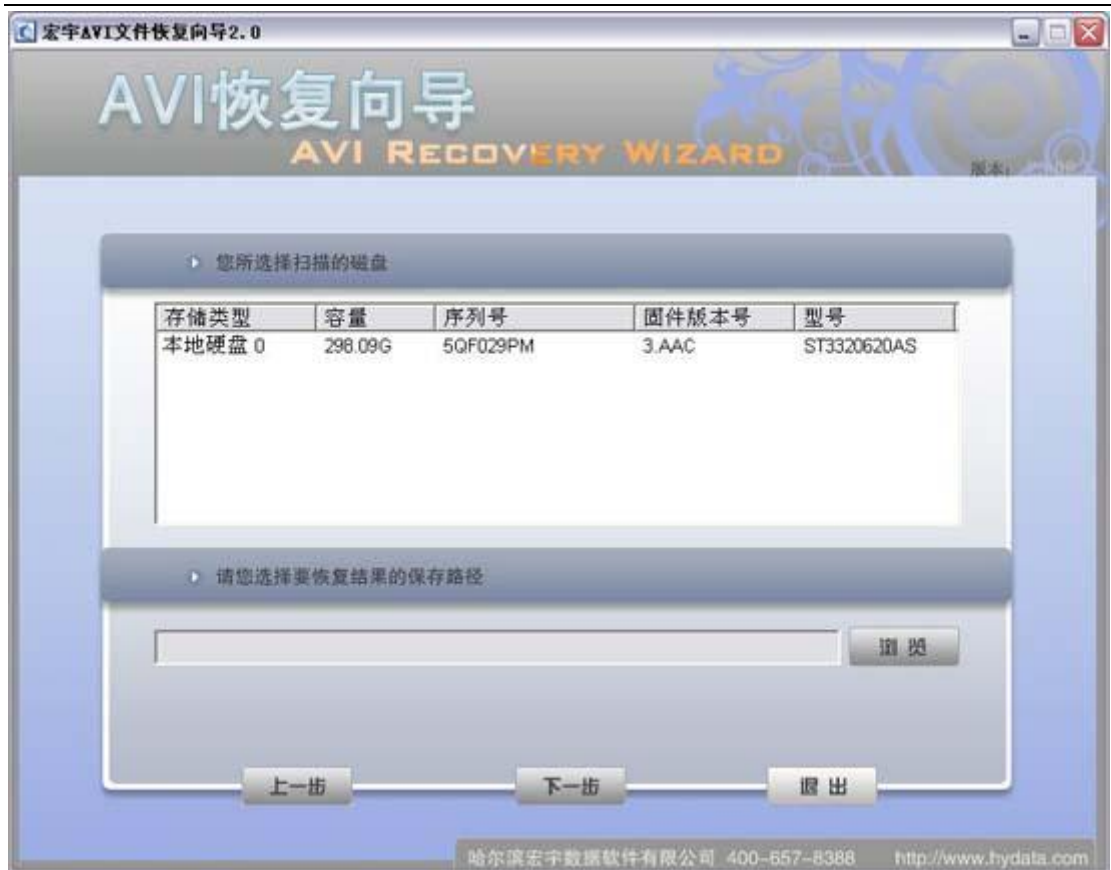 宏宇AVI文件恢复向导2.0
AVI恢复向导
AVI RECOVERY WIZARD
版本:
您所选择扫描的磁盘
存储类型 容量 序列号 固件版本号 型号
本地硬盘 0 298.09G 5QF029PM 3.AAC ST3320620AS
请您选择要恢复结果的保存路径
浏 览
上一步 下一步 退 出
哈尔滨宏宇数据软件有限公司 400-657-8388 http://www.hydata.com